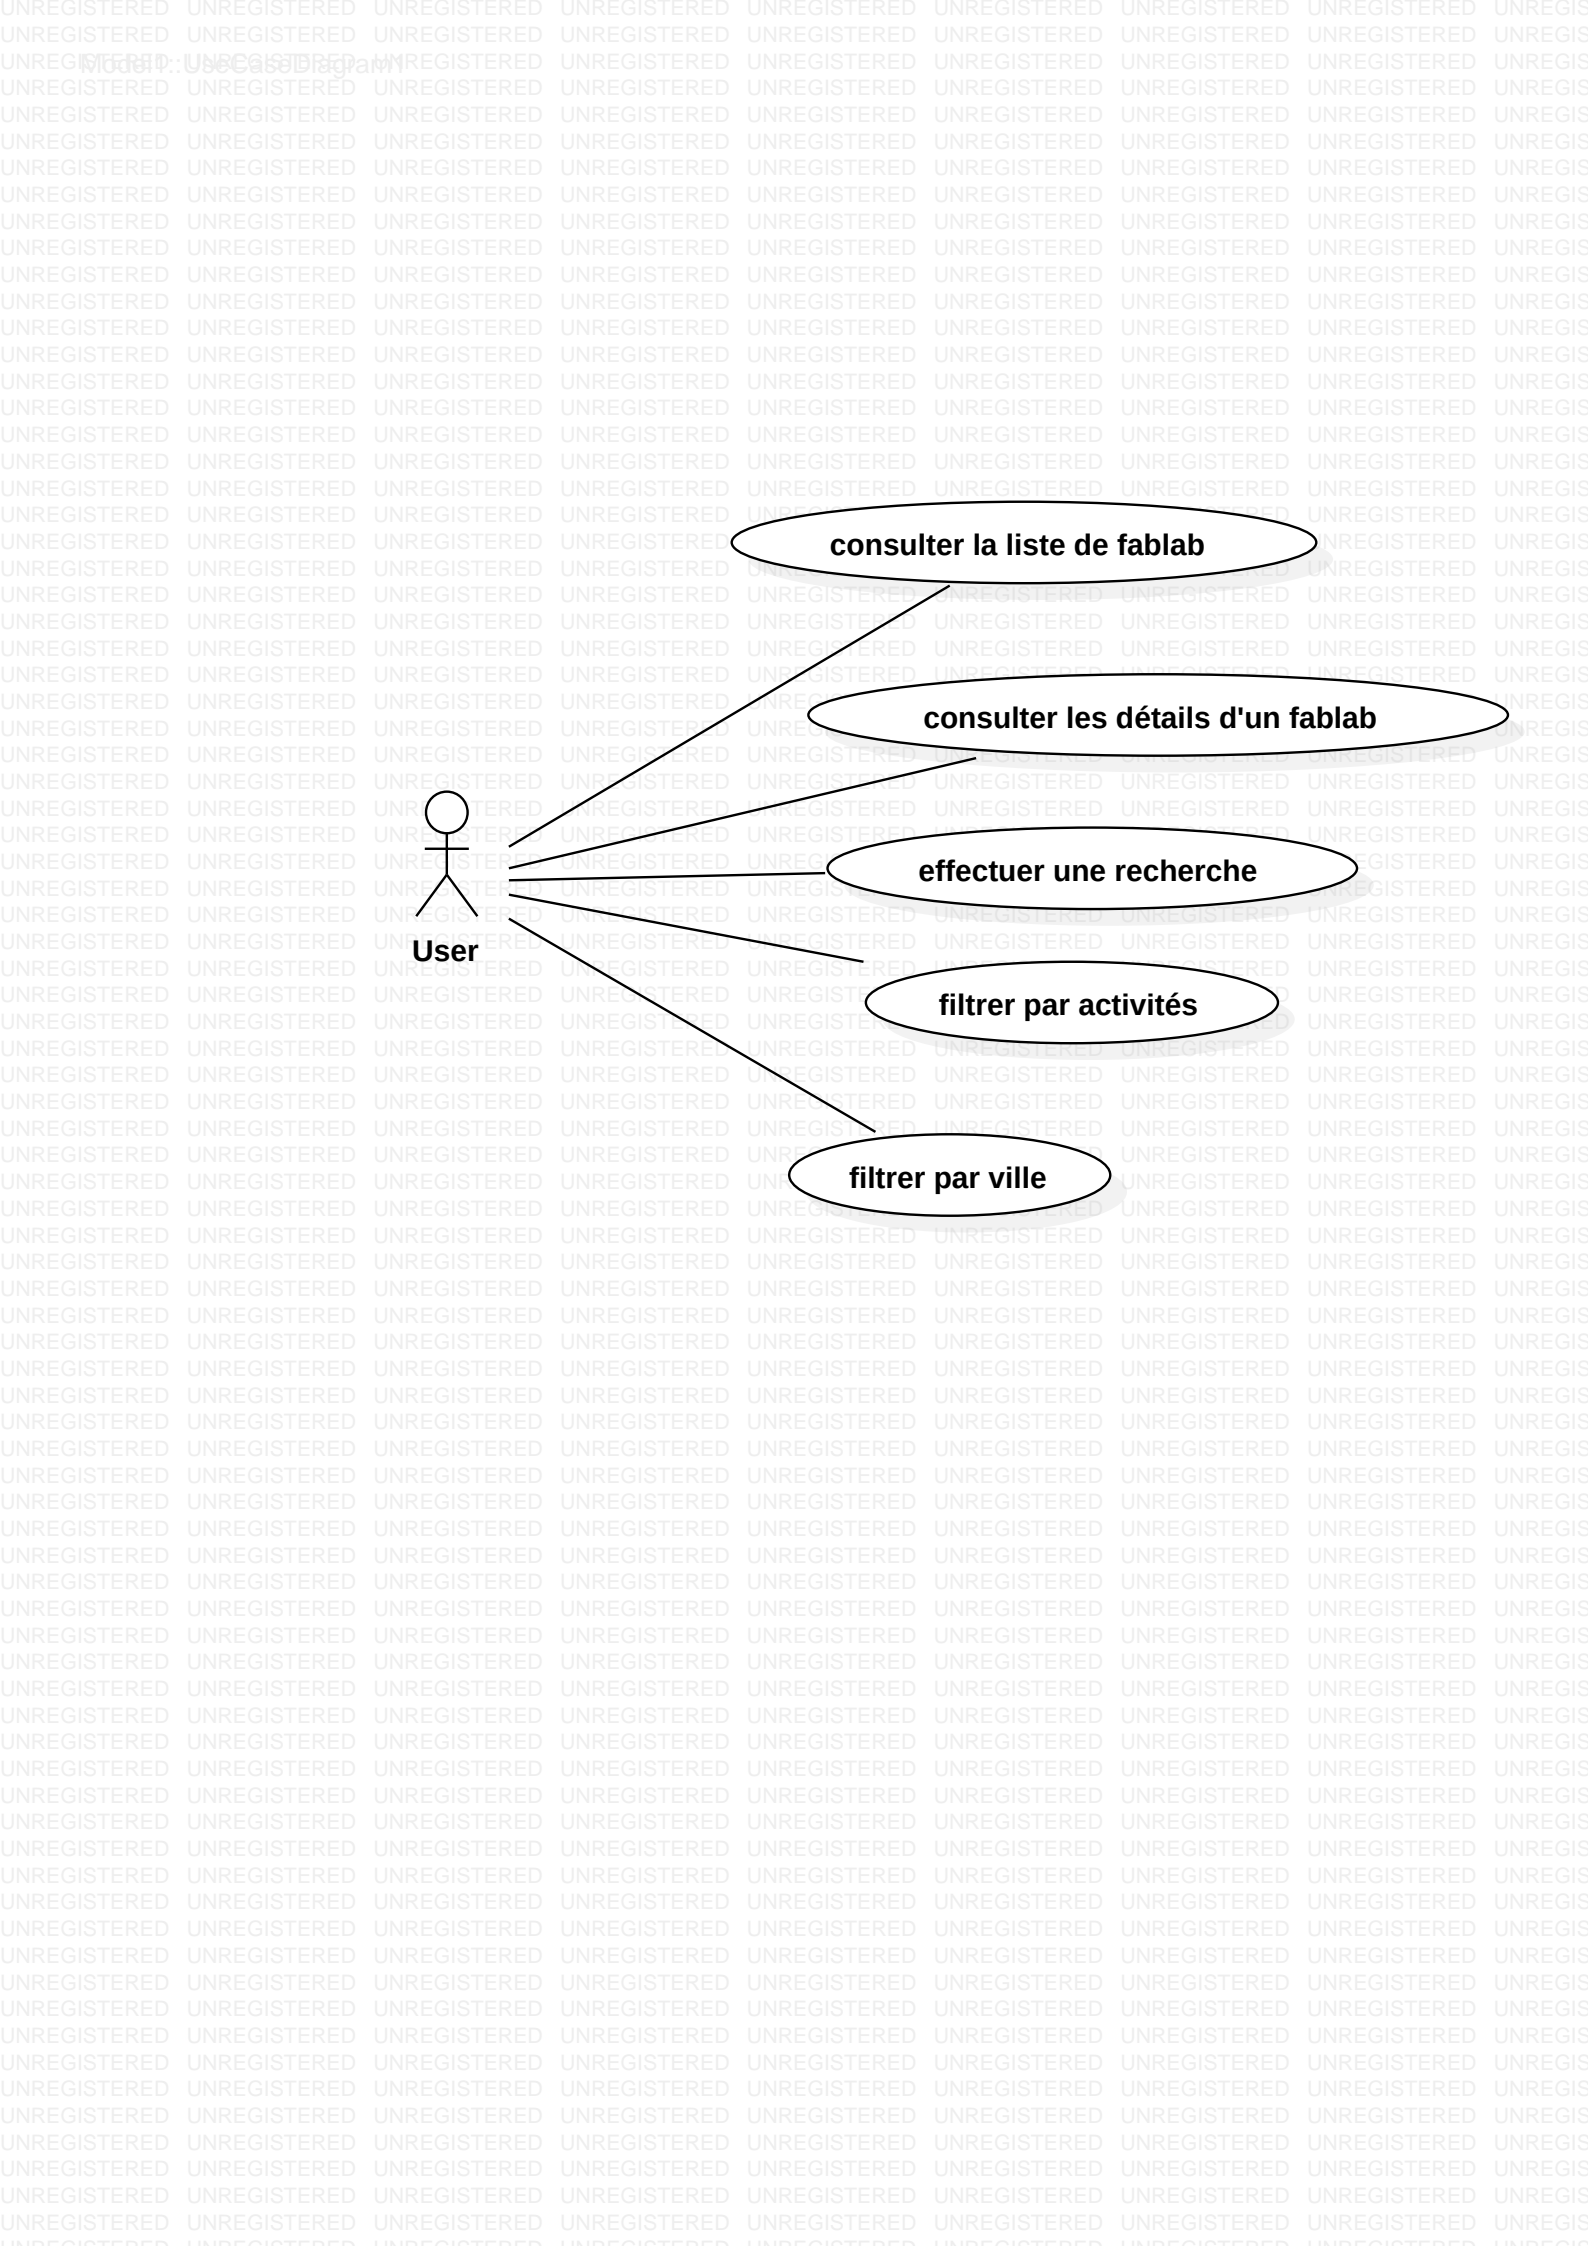 Model1::UseCaseDiagram1
consulter la liste de fablab
consulter les détails d'un fablab
effectuer une recherche
User
filtrer par activités
filtrer par ville
UNREGISTERED